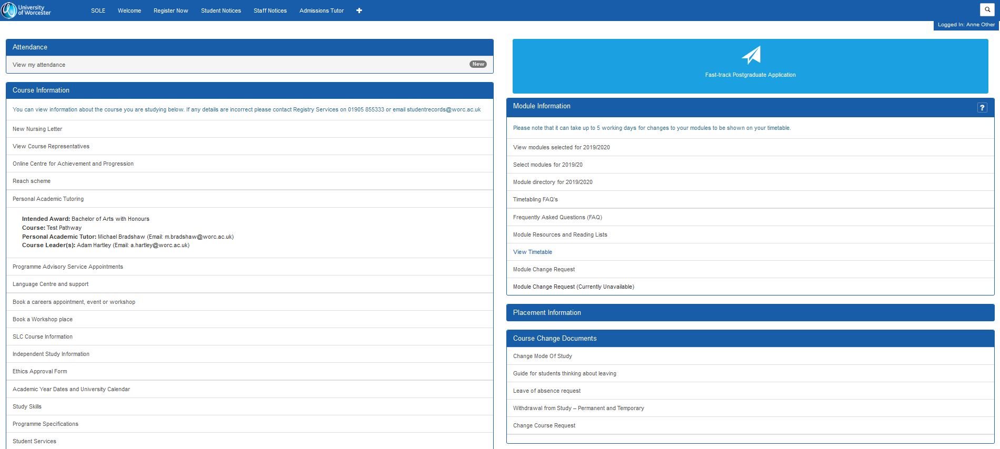 University
of Worcester
SOLE
Welcome
Register Now
Student Notices
Staff Notices
Admissions Tutor
Logged In: Anne Other
Attendance
View my attendance
New
Course Information
You can view information about the course you are studying below. If any details are incorrect please contact Registry Services on 01905 855333 or email studentrecords@worc.ac.uk
New Nursing Letter
View Course Representatives
Online Centre for Achievement and Progression
Reach scheme
Personal Academic Tutoring
Intended Award: Bachelor of Arts with Honours
Course: Test Pathway
Personal Academic Tutor: Michael Bradshaw (Email: m.bradshaw@worc.ac.uk)
Course Leader(s): Adam Hartley (Email: a.hartley@worc.ac.uk)
Programme Advisory Service Appointments
Language Centre and support
Book a careers appointment, event or workshop
Book a Workshop place
SLC Course Information
Independent Study Information
Ethics Approval Form
Academic Year Dates and University Calendar
Study Skills
Programme Specifications
Student Services
Fast-track Postgraduate Application
Module Information
?
Please note that it can take up to 5 working days for changes to your modules to be shown on your timetable.
View modules selected for 2019/2020
Select modules for 2019/20
Module directory for 2019/2020
Timetabling FAQ's
Frequently Asked Questions (FAQ)
Module Resources and Reading Lists
View Timetable
Module Change Request
Module Change Request (Currently Unavailable)
Placement Information
Course Change Documents
Change Mode Of Study
Guide for students thinking about leaving
Leave of absence request
Withdrawal from Study – Permanent and Temporary
Change Course Request